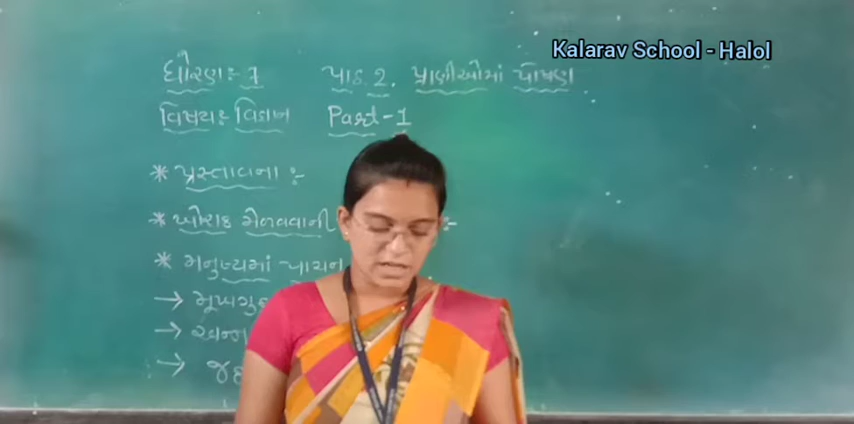 Kalarav School - Halol
ધોરણ : 7 પાઠ 2. પ્રાણીઓમાં પોષણ
વિષય : વિજ્ઞાન Part-1
* પ્રસ્તાવના :-
* ખોરાક મેળવવાની
* મનુષ્યમાં પાચન